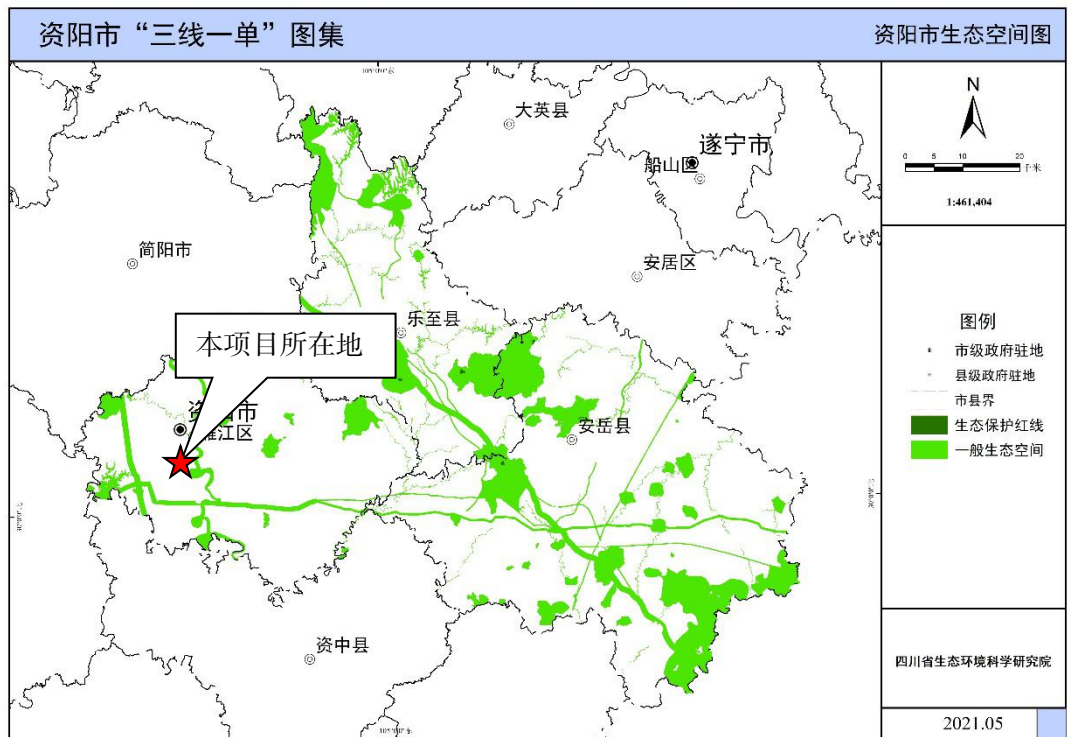 资阳市“三线一单”图集
资阳市生态空间图
大英县
遂宁市
船山区
简阳市
安居区
乐至县
本项目所在地
资阳市
雁江区
安岳县
资中县
N
0 5 10 20
千米
1:461,404
图例
市级政府驻地
县级政府驻地
市县界
生态保护红线
一般生态空间
四川省生态环境科学研究院
2021.05